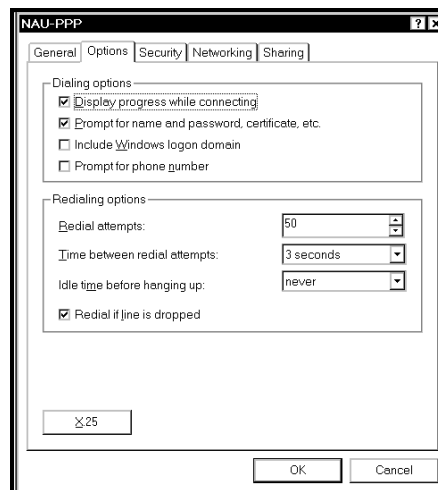 NAU-PPP
General Options Security Networking Sharing
Dialing options
Display progress while connecting
Prompt for name and password, certificate, etc.
Include Windows logon domain
Prompt for phone number
Redialing options
Redial attempts: 50
Time between redial attempts: 3 seconds
Idle time before hanging up: never
Redial if line is dropped
X.25
OK Cancel